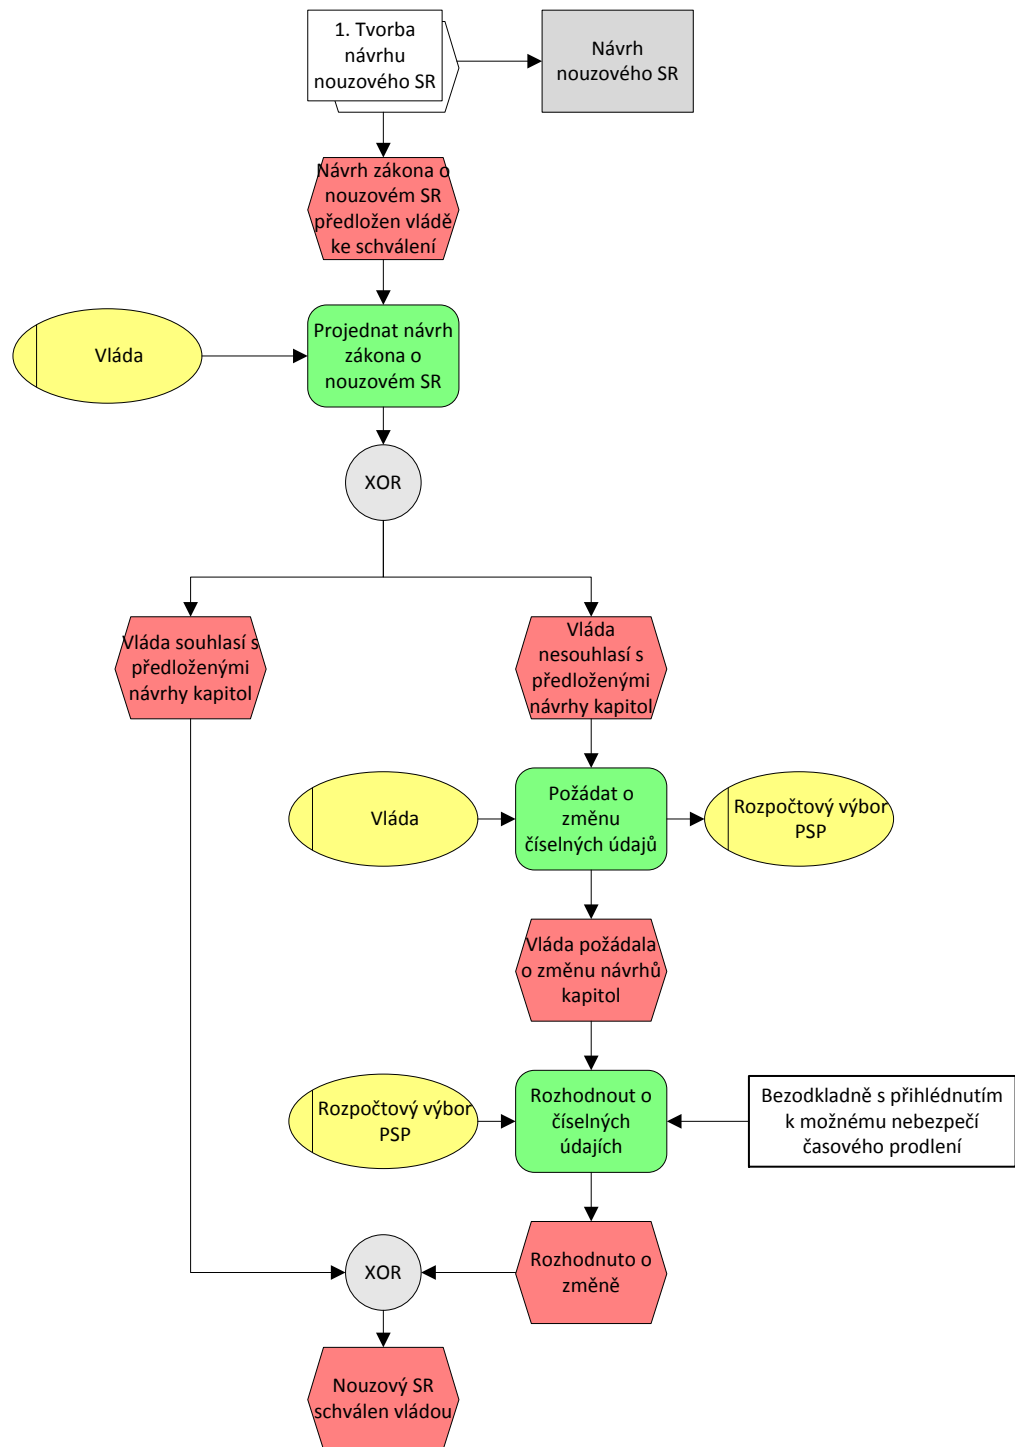 1. Tvorba
návrhu
nouzového SR
Návrh
nouzového SR
Návrh zákona o
nouzovém SR
předložen vládě
ke schválení
Vláda
Projednat návrh
zákona o
nouzovém SR
XOR
Vláda souhlasí s
předloženými
návrhy kapitol
Vláda
nesouhlasí s
předloženými
návrhy kapitol
Vláda
Požádat o
změnu
číselných údajů
Rozpočtový výbor
PSP
Vláda požádala
o změnu návrhů
kapitol
Rozpočtový výbor
PSP
Rozhodnout o
číselných
údajích
Bezodkladně s přihlédnutím
k možnému nebezpečí
časového prodlení
XOR
Rozhodnuto o
změně
Nouzový SR
schválen vládou